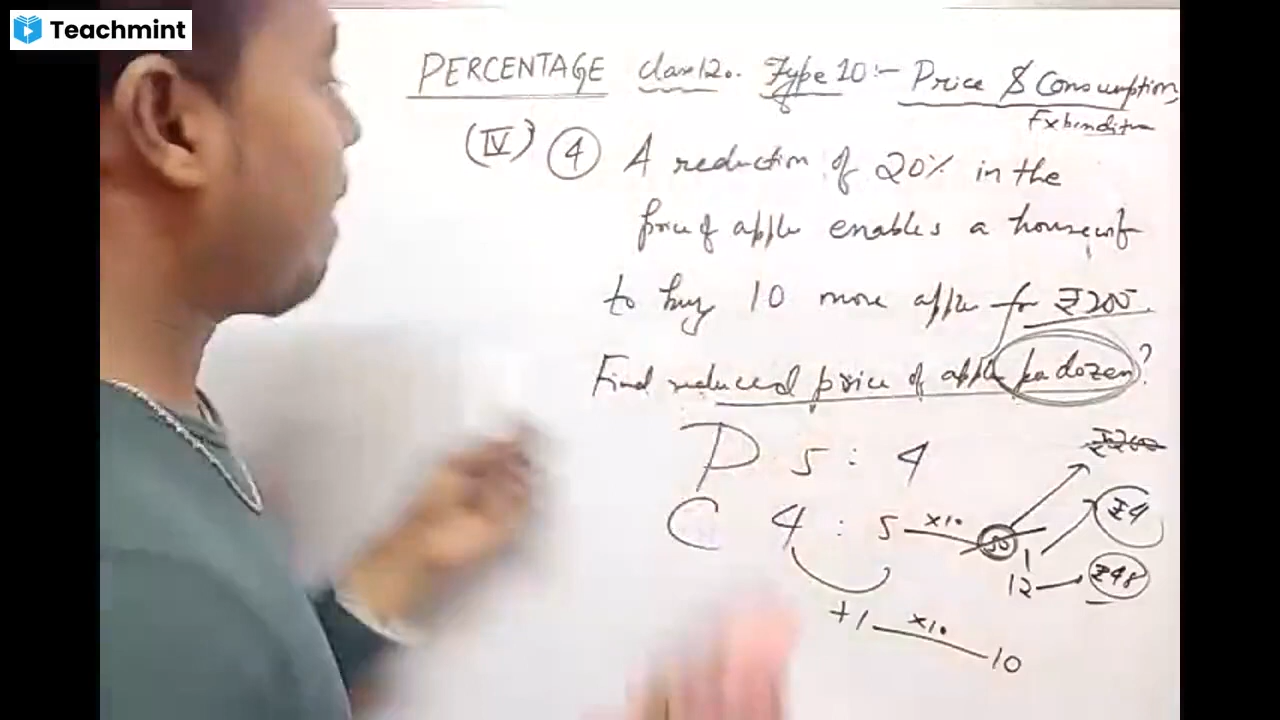 Teachmint
PERCENTAGE Class 12. Type 10:- Price & Consumption,
Expenditure
(IV) ④ A reduction of 20% in the
price of apple enables a housewife
to buy 10 more apple for ₹200.
Find reduced price of apple per dozen?
P 5 : 4 ₹200
C 4 : 5 ×10 50 1 ₹4
12 ₹48
+1 ×10 10